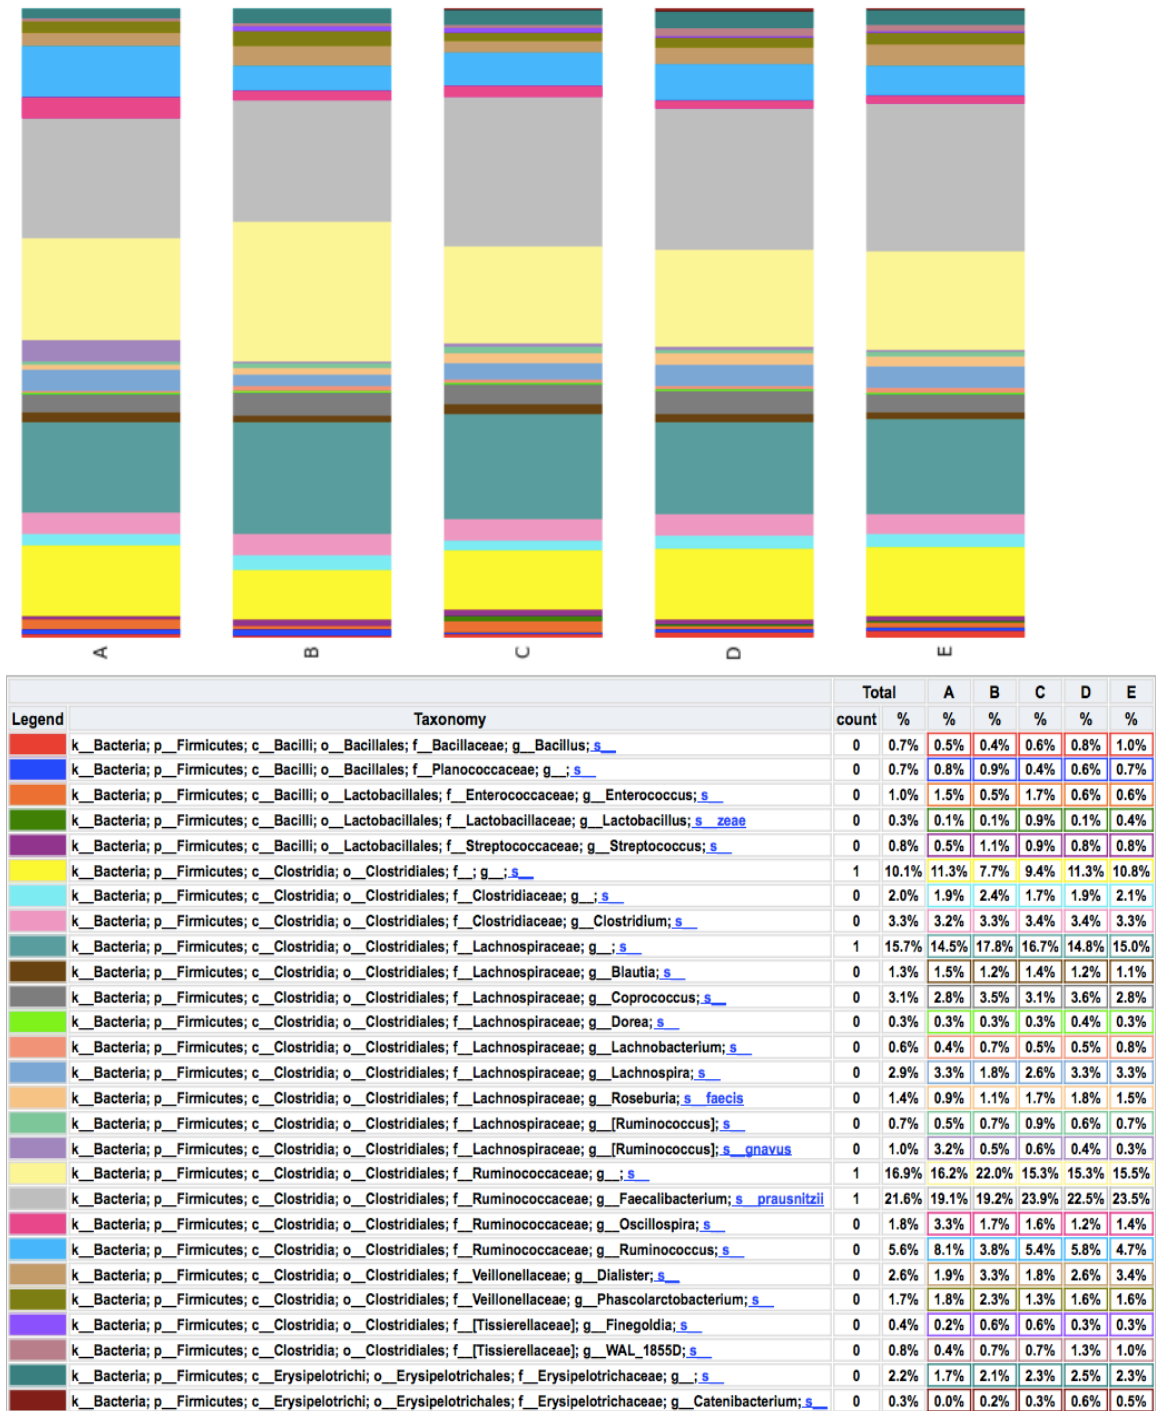 A
B
C
D
E
Total A B C D E
Legend Taxonomy count % % % % % %
k__Bacteria; p__Firmicutes; c__Bacilli; o__Bacillales; f__Bacillaceae; g__Bacillus; s__ 0 0.7% 0.5% 0.4% 0.6% 0.8% 1.0%
k__Bacteria; p__Firmicutes; c__Bacilli; o__Bacillales; f__Planococcaceae; g__; s__ 0 0.7% 0.8% 0.9% 0.4% 0.6% 0.7%
k__Bacteria; p__Firmicutes; c__Bacilli; o__Lactobacillales; f__Enterococcaceae; g__Enterococcus; s__ 0 1.0% 1.5% 0.5% 1.7% 0.6% 0.6%
k__Bacteria; p__Firmicutes; c__Bacilli; o__Lactobacillales; f__Lactobacillaceae; g__Lactobacillus; s__zeae 0 0.3% 0.1% 0.1% 0.9% 0.1% 0.4%
k__Bacteria; p__Firmicutes; c__Bacilli; o__Lactobacillales; f__Streptococcaceae; g__Streptococcus; s__ 0 0.8% 0.5% 1.1% 0.9% 0.8% 0.8%
k__Bacteria; p__Firmicutes; c__Clostridia; o__Clostridiales; f__; g__; s__ 1 10.1% 11.3% 7.7% 9.4% 11.3% 10.8%
k__Bacteria; p__Firmicutes; c__Clostridia; o__Clostridiales; f__Clostridiaceae; g__; s__ 0 2.0% 1.9% 2.4% 1.7% 1.9% 2.1%
k__Bacteria; p__Firmicutes; c__Clostridia; o__Clostridiales; f__Clostridiaceae; g__Clostridium; s__ 0 3.3% 3.2% 3.3% 3.4% 3.4% 3.3%
k__Bacteria; p__Firmicutes; c__Clostridia; o__Clostridiales; f__Lachnospiraceae; g__; s__ 1 15.7% 14.5% 17.8% 16.7% 14.8% 15.0%
k__Bacteria; p__Firmicutes; c__Clostridia; o__Clostridiales; f__Lachnospiraceae; g__Blautia; s__ 0 1.3% 1.5% 1.2% 1.4% 1.2% 1.1%
k__Bacteria; p__Firmicutes; c__Clostridia; o__Clostridiales; f__Lachnospiraceae; g__Coprococcus; s__ 0 3.1% 2.8% 3.5% 3.1% 3.6% 2.8%
k__Bacteria; p__Firmicutes; c__Clostridia; o__Clostridiales; f__Lachnospiraceae; g__Dorea; s__ 0 0.3% 0.3% 0.3% 0.3% 0.4% 0.3%
k__Bacteria; p__Firmicutes; c__Clostridia; o__Clostridiales; f__Lachnospiraceae; g__Lachnobacterium; s__ 0 0.6% 0.4% 0.7% 0.5% 0.5% 0.8%
k__Bacteria; p__Firmicutes; c__Clostridia; o__Clostridiales; f__Lachnospiraceae; g__Lachnospira; s__ 0 2.9% 3.3% 1.8% 2.6% 3.3% 3.3%
k__Bacteria; p__Firmicutes; c__Clostridia; o__Clostridiales; f__Lachnospiraceae; g__Roseburia; s__faecis 0 1.4% 0.9% 1.1% 1.7% 1.8% 1.5%
k__Bacteria; p__Firmicutes; c__Clostridia; o__Clostridiales; f__Lachnospiraceae; g__[Ruminococcus]; s__ 0 0.7% 0.5% 0.7% 0.9% 0.6% 0.7%
k__Bacteria; p__Firmicutes; c__Clostridia; o__Clostridiales; f__Lachnospiraceae; g__[Ruminococcus]; s__gnavus 0 1.0% 3.2% 0.5% 0.6% 0.4% 0.3%
k__Bacteria; p__Firmicutes; c__Clostridia; o__Clostridiales; f__Ruminococcaceae; g__; s__ 1 16.9% 16.2% 22.0% 15.3% 15.3% 15.5%
k__Bacteria; p__Firmicutes; c__Clostridia; o__Clostridiales; f__Ruminococcaceae; g__Faecalibacterium; s__prausnitzii 1 21.6% 19.1% 19.2% 23.9% 22.5% 23.5%
k__Bacteria; p__Firmicutes; c__Clostridia; o__Clostridiales; f__Ruminococcaceae; g__Oscillospira; s__ 0 1.8% 3.3% 1.7% 1.6% 1.2% 1.4%
k__Bacteria; p__Firmicutes; c__Clostridia; o__Clostridiales; f__Ruminococcaceae; g__Ruminococcus; s__ 0 5.6% 8.1% 3.8% 5.4% 5.8% 4.7%
k__Bacteria; p__Firmicutes; c__Clostridia; o__Clostridiales; f__Veillonellaceae; g__Dialister; s__ 0 2.6% 1.9% 3.3% 1.8% 2.6% 3.4%
k__Bacteria; p__Firmicutes; c__Clostridia; o__Clostridiales; f__Veillonellaceae; g__Phascolarctobacterium; s__ 0 1.7% 1.8% 2.3% 1.3% 1.6% 1.6%
k__Bacteria; p__Firmicutes; c__Clostridia; o__Clostridiales; f__[Tissierellaceae]; g__Finegoldia; s__ 0 0.4% 0.2% 0.6% 0.6% 0.3% 0.3%
k__Bacteria; p__Firmicutes; c__Clostridia; o__Clostridiales; f__[Tissierellaceae]; g__WAL_1855D; s__ 0 0.8% 0.4% 0.7% 0.7% 1.3% 1.0%
k__Bacteria; p__Firmicutes; c__Erysipelotrichi; o__Erysipelotrichales; f__Erysipelotrichaceae; g__; s__ 0 2.2% 1.7% 2.1% 2.3% 2.5% 2.3%
k__Bacteria; p__Firmicutes; c__Erysipelotrichi; o__Erysipelotrichales; f__Erysipelotrichaceae; g__Catenibacterium; s__ 0 0.3% 0.0% 0.2% 0.3% 0.6% 0.5%